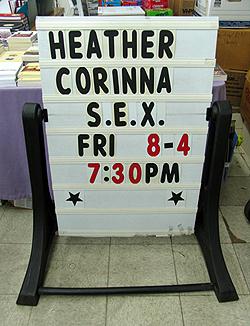 HEATHER
CORINNA
S.E.X.
FRI 8-4
7:30PM